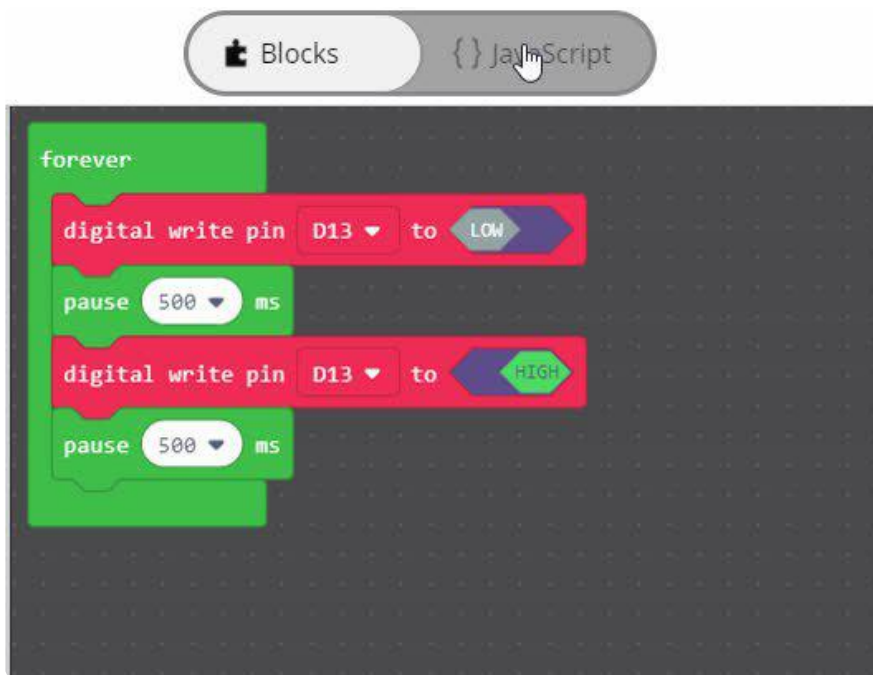 Blocks
{ } JavaScript
forever
digital write pin D13 to LOW
pause 500 ms
digital write pin D13 to HIGH
pause 500 ms